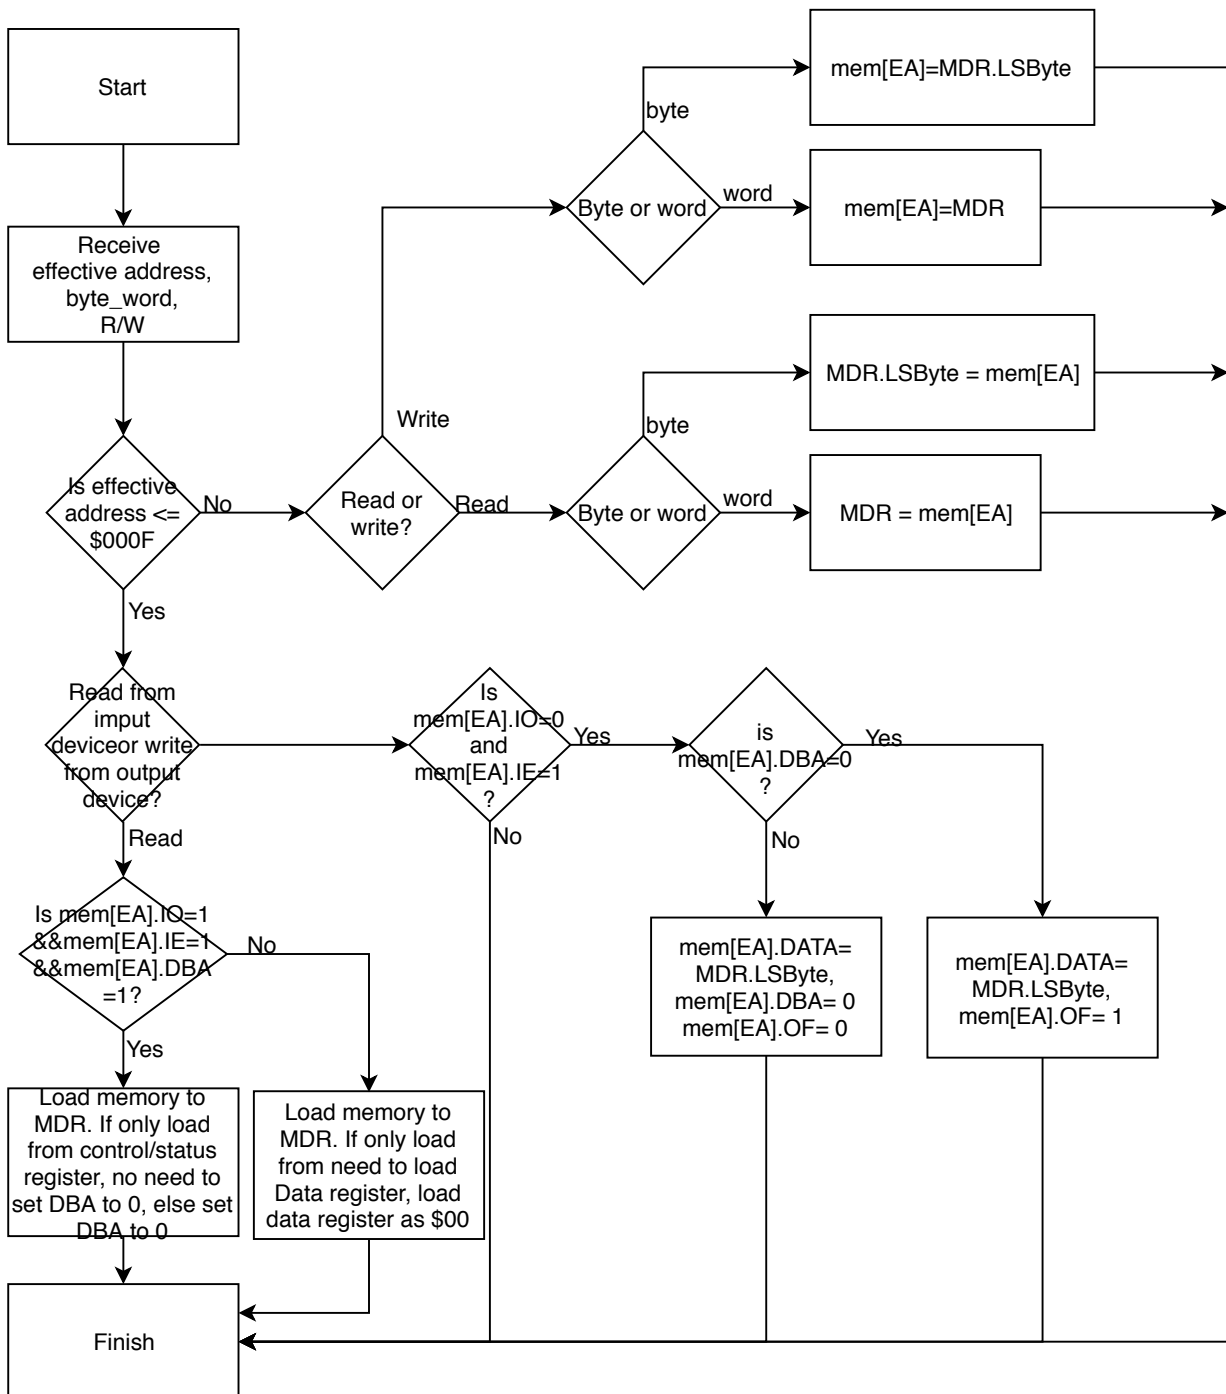 Start
Receive
effective address,
byte_word,
R/W
Is effective
address <=
$000F
No
Yes
Read or
write?
Write
Read
Byte or word
byte
word
mem[EA]=MDR.LSByte
mem[EA]=MDR
Byte or word
byte
word
MDR.LSByte = mem[EA]
MDR = mem[EA]
Read from
imput
deviceor write
from output
device?
Read
Is
mem[EA].IO=0
and
mem[EA].IE=1
?
Yes
No
is
mem[EA].DBA=0
?
Yes
No
mem[EA].DATA=
MDR.LSByte,
mem[EA].DBA= 0
mem[EA].OF= 0
mem[EA].DATA=
MDR.LSByte,
mem[EA].OF= 1
Is mem[EA].IO=1
&&mem[EA].IE=1
&&mem[EA].DBA
=1?
No
Yes
Load memory to
MDR. If only load
from control/status
register, no need to
set DBA to 0, else set
DBA to 0
Load memory to
MDR. If only load
from need to load
Data register, load
data register as $00
Finish